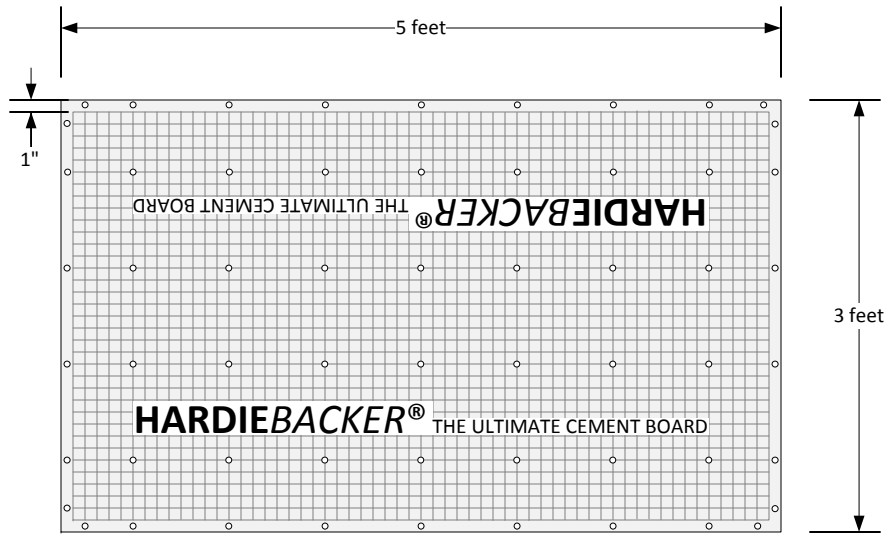 5 feet
1"
HARDIEBACKER® THE ULTIMATE CEMENT BOARD
3 feet
HARDIEBACKER® THE ULTIMATE CEMENT BOARD